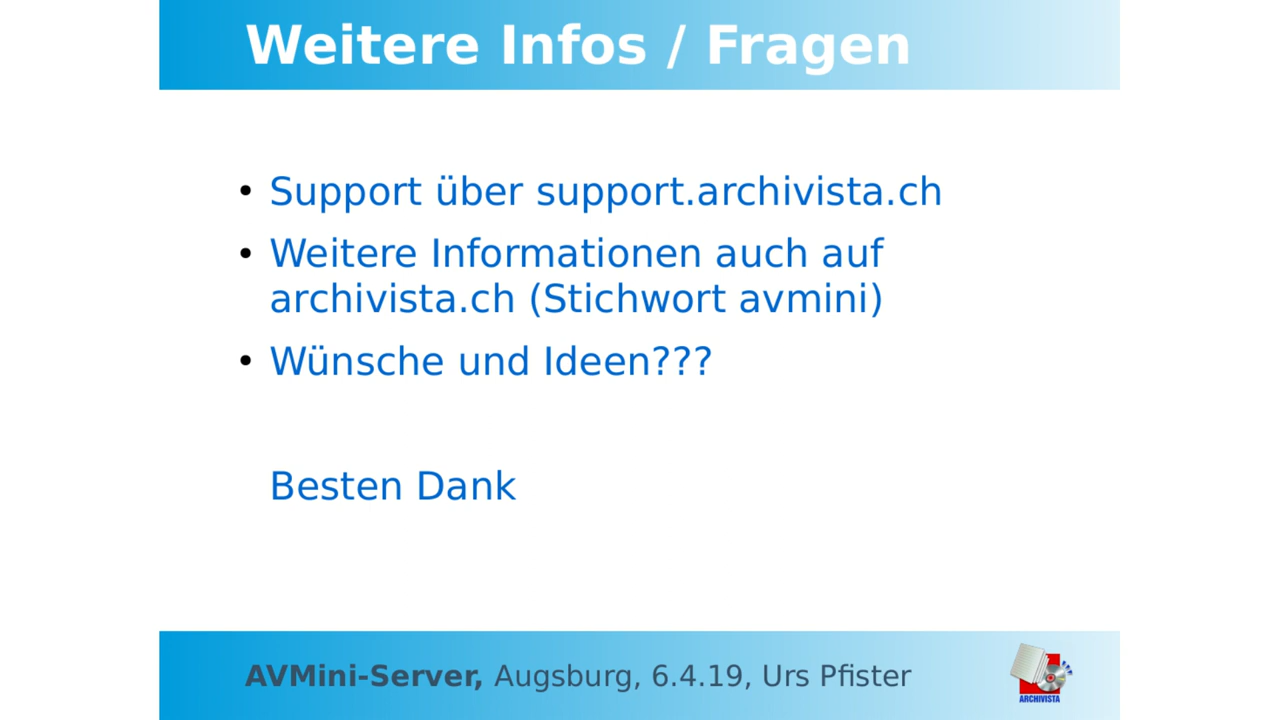 Weitere Infos / Fragen
• Support über support.archivista.ch
• Weitere Informationen auch auf
archivista.ch (Stichwort avmini)
• Wünsche und Ideen???
Besten Dank
AVMini-Server, Augsburg, 6.4.19, Urs Pfister
ARCHIVISTA